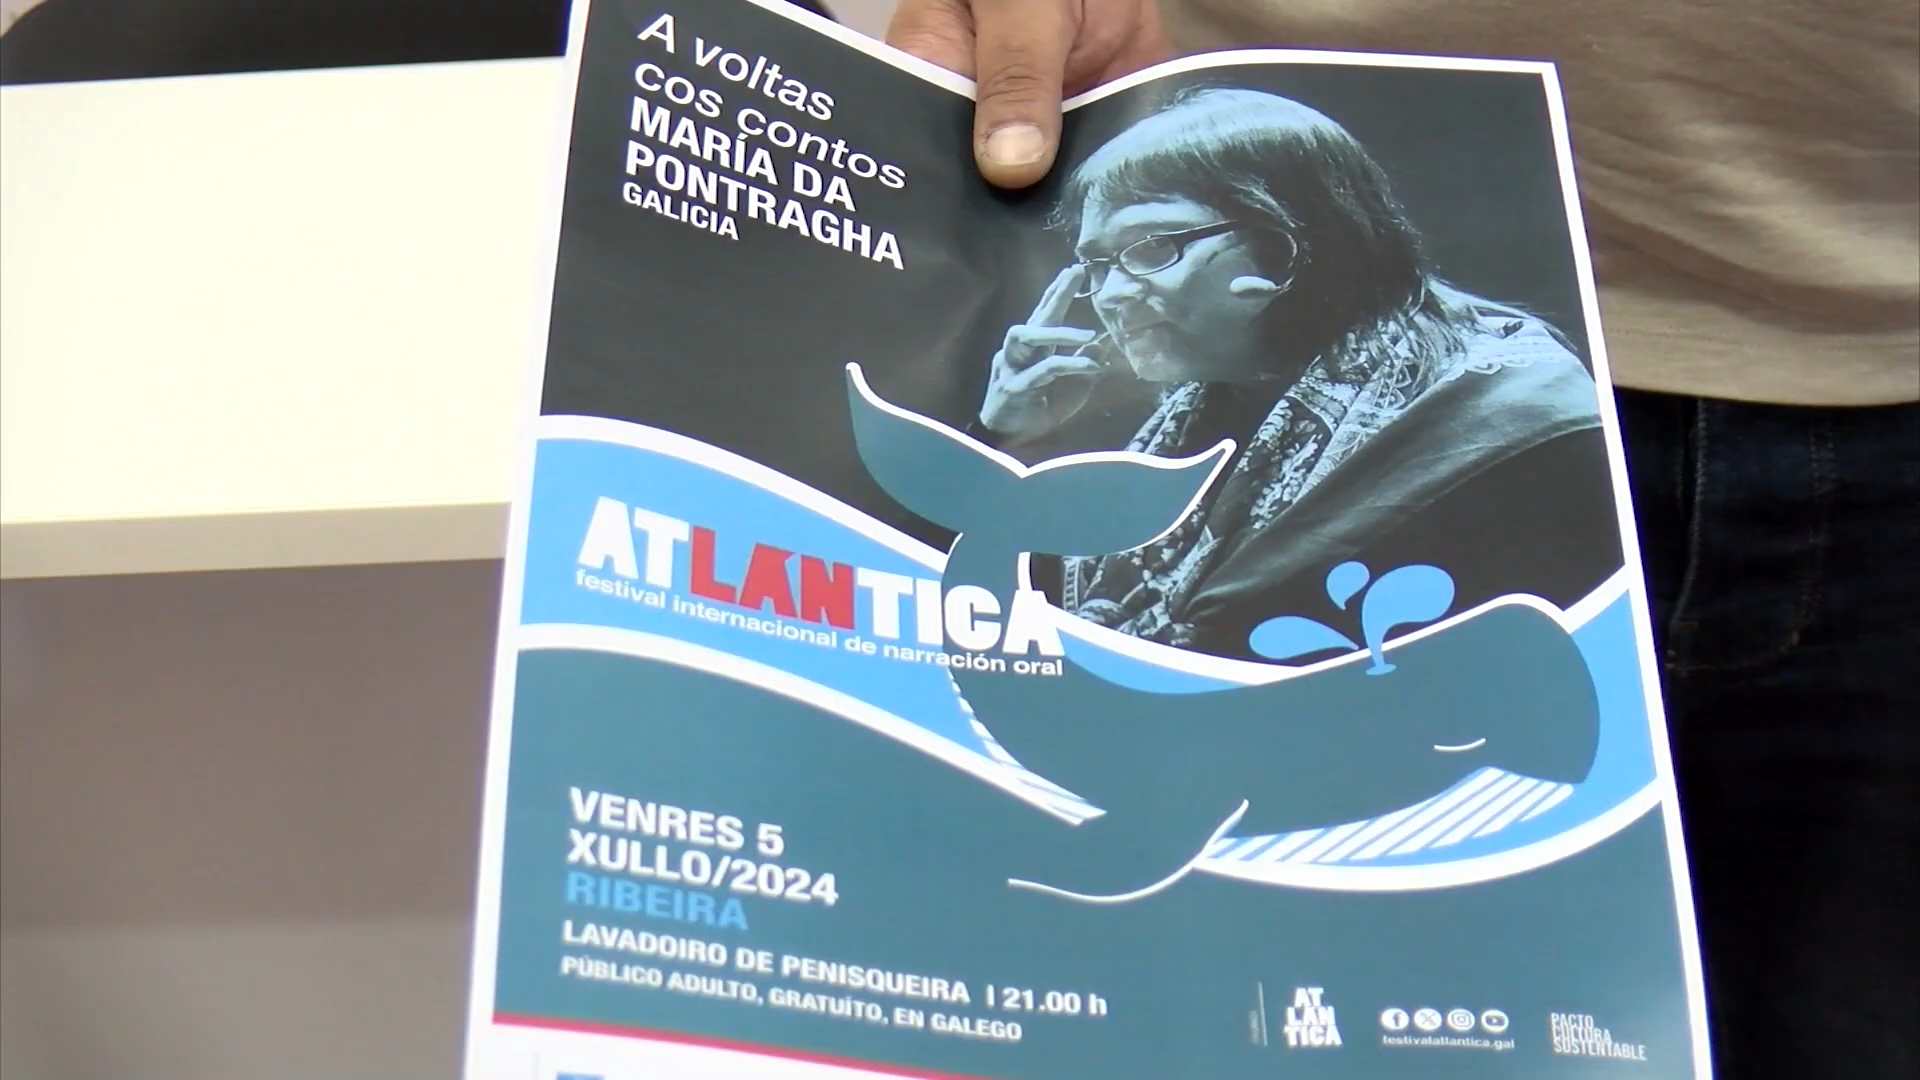 A voltas
cos contos
MARÍA DA
PONTRAGHA
GALICIA
ATLÁNTICA
festival internacional de narración oral
VENRES 5
XULLO/2024
RIBEIRA
LAVADOIRO DE PENISQUEIRA | 21.00 h
PÚBLICO ADULTO, GRATUÍTO, EN GALEGO
AT
LÁN
TICA
festivalatlantica.gal
PACTO
CULTURA
SUSTENTABLE